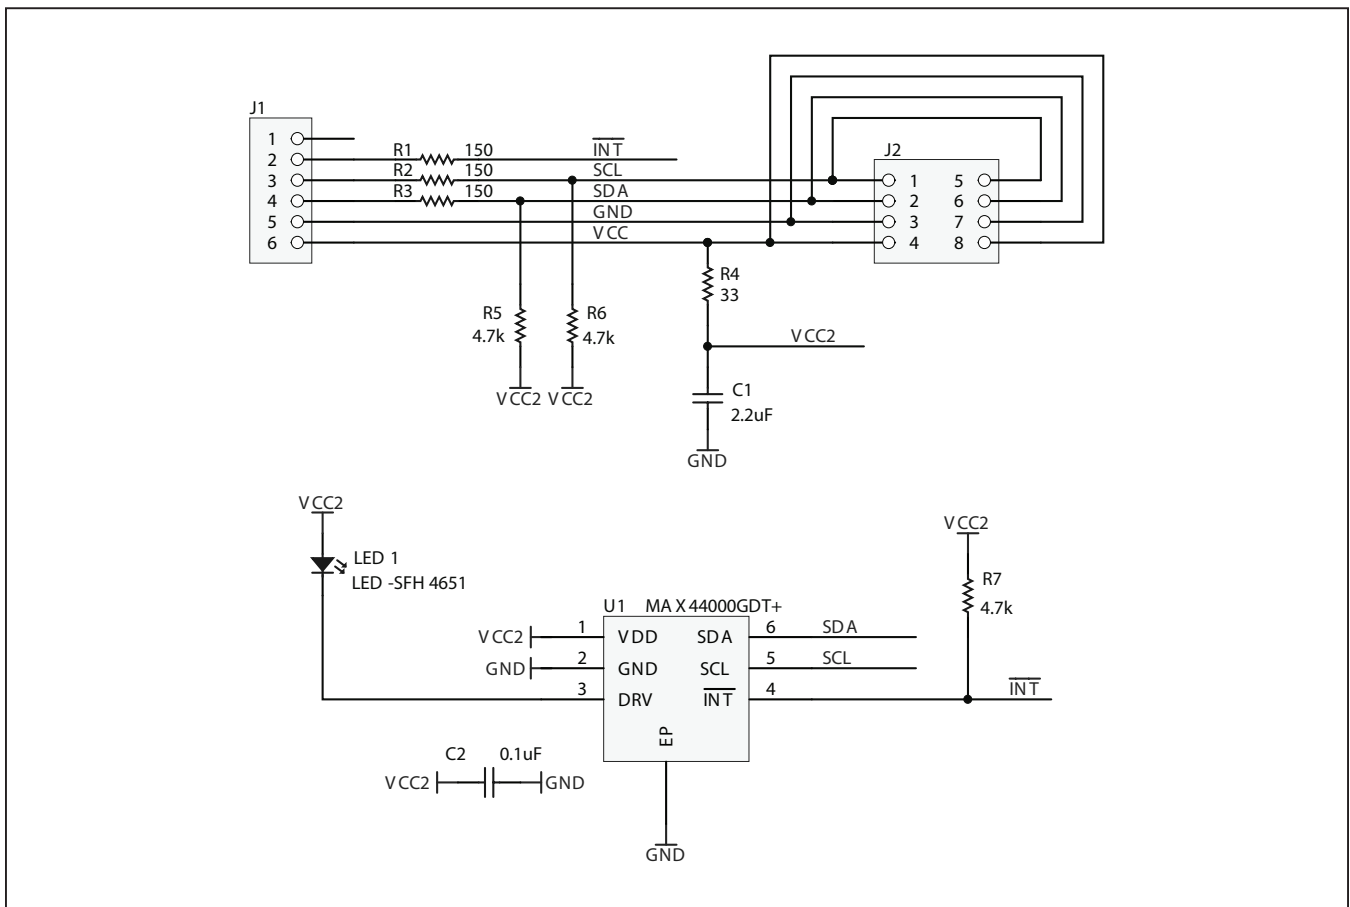 J1
1
2 R1 150 INT
3 R2 150 SCL
4 R3 150 SDA
5 GND
6 VCC
J2
1 5
2 6
3 7
4 8
R4
33
VCC2
R5
4.7k
R6
4.7k
VCC2 VCC2
C1
2.2uF
GND
VCC2
LED 1
LED -SFH 4651
VCC2
R7
4.7k
U1 MAX44000GDT+
VCC2 1 VDD SDA 6 SDA
GND 2 GND SCL 5 SCL
3 DRV INT 4 INT
EP
C2 0.1uF
VCC2 GND
GND